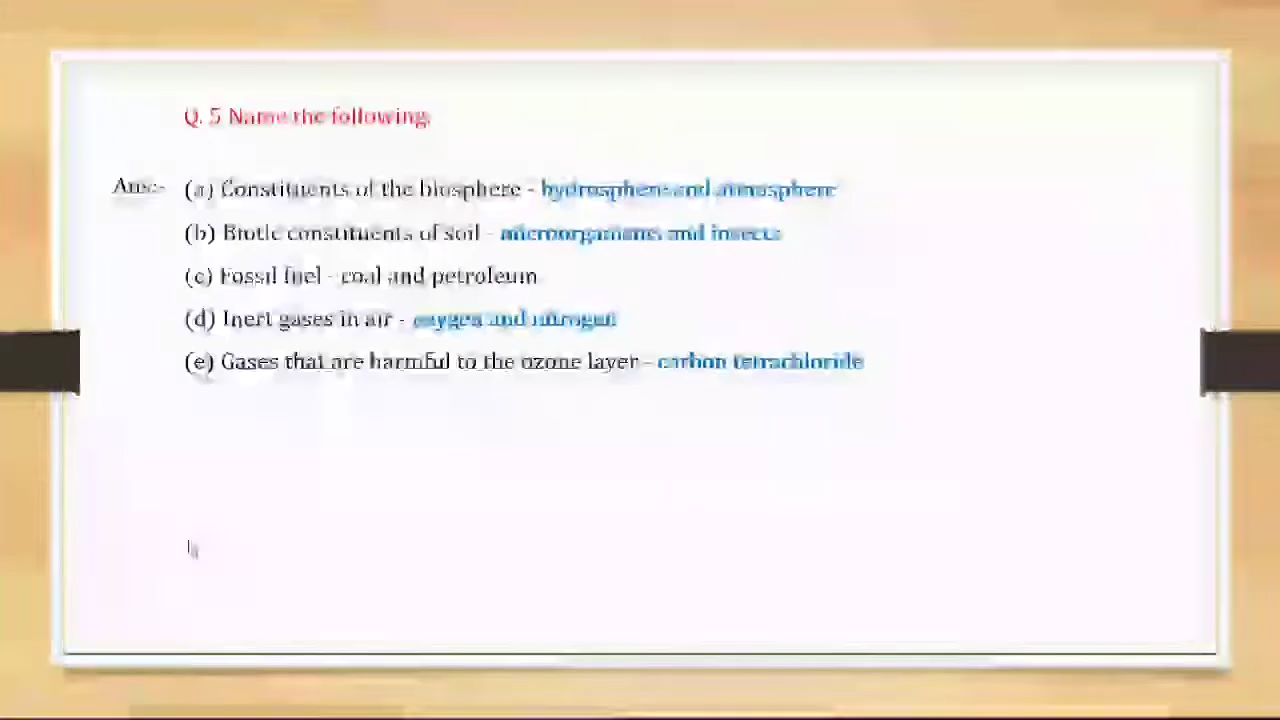 Q. 5 Name the following.
Ans:- (a) Constituents of the biosphere - hydrosphere and atmosphere
(b) Biotic constituents of soil - microorganisms and insects
(c) Fossil fuel - coal and petroleum
(d) Inert gases in air - oxygen and nitrogen
(e) Gases that are harmful to the ozone layer - carbon tetrachloride